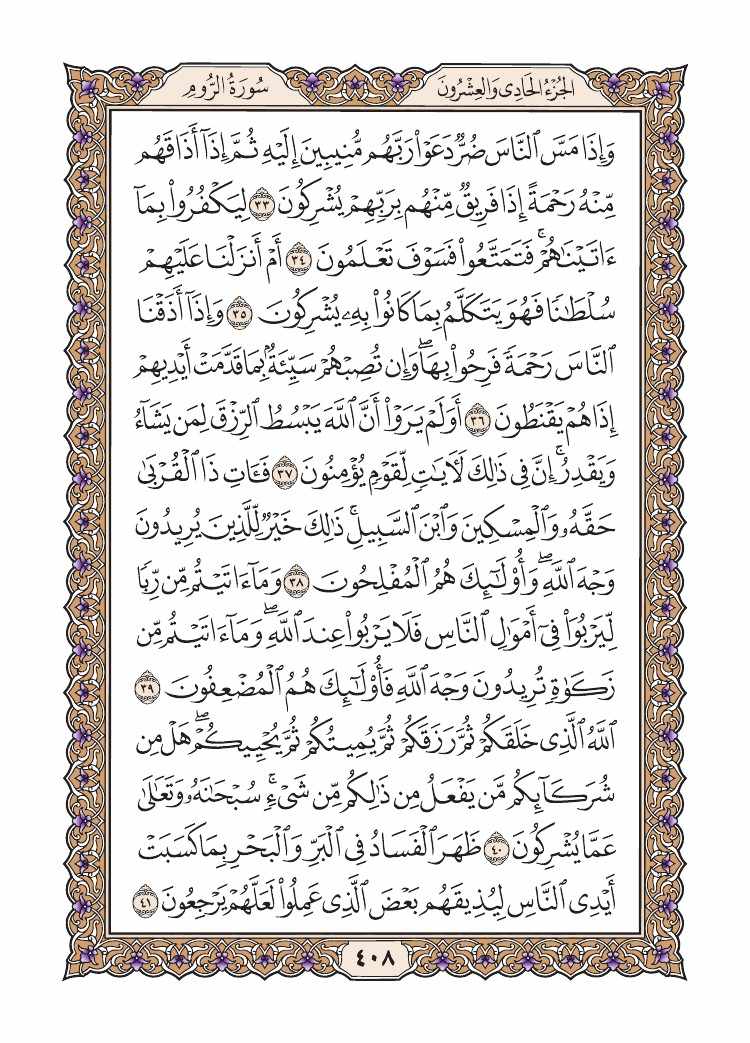 الجُزْءُ الحَادِي وَالعِشْرُونَ
سُورَةُ الرُّومِ
وَإِذَا مَسَّ ٱلنَّاسَ ضُرٌّ دَعَوْا۟ رَبَّهُم مُّنِيبِينَ إِلَيْهِ ثُمَّ إِذَآ أَذَاقَهُم
مِّنْهُ رَحْمَةً إِذَا فَرِيقٌ مِّنْهُم بِرَبِّهِمْ يُشْرِكُونَ ٣٣ لِيَكْفُرُوا۟ بِمَآ
ءَاتَيْنَٰهُمْ ۚ فَتَمَتَّعُوا۟ فَسَوْفَ تَعْلَمُونَ ٣٤ أَمْ أَنزَلْنَا عَلَيْهِمْ
سُلْطَٰنًا فَهُوَ يَتَكَلَّمُ بِمَا كَانُوا۟ بِهِۦ يُشْرِكُونَ ٣٥ وَإِذَآ أَذَقْنَا
ٱلنَّاسَ رَحْمَةً فَرِحُوا۟ بِهَا ۖ وَإِن تُصِبْهُمْ سَيِّئَةٌۢ بِمَا قَدَّمَتْ أَيْدِيهِمْ
إِذَا هُمْ يَقْنَطُونَ ٣٦ أَوَلَمْ يَرَوْا۟ أَنَّ ٱللَّهَ يَبْسُطُ ٱلرِّزْقَ لِمَن يَشَآءُ
وَيَقْدِرُ ۚ إِنَّ فِى ذَٰلِكَ لَـَٔايَٰتٍ لِّقَوْمٍ يُؤْمِنُونَ ٣٧ فَـَٔاتِ ذَا ٱلْقُرْبَىٰ
حَقَّهُۥ وَٱلْمِسْكِينَ وَٱبْنَ ٱلسَّبِيلِ ۚ ذَٰلِكَ خَيْرٌ لِّلَّذِينَ يُرِيدُونَ
وَجْهَ ٱللَّهِ ۖ وَأُو۟لَٰٓئِكَ هُمُ ٱلْمُفْلِحُونَ ٣٨ وَمَآ ءَاتَيْتُم مِّن رِّبًا
لِّيَرْبُوَا۟ فِىٓ أَمْوَٰلِ ٱلنَّاسِ فَلَا يَرْبُوا۟ عِندَ ٱللَّهِ ۖ وَمَآ ءَاتَيْتُم مِّن
زَكَوٰةٍ تُرِيدُونَ وَجْهَ ٱللَّهِ فَأُو۟لَٰٓئِكَ هُمُ ٱلْمُضْعِفُونَ ٣٩
ٱللَّهُ ٱلَّذِى خَلَقَكُمْ ثُمَّ رَزَقَكُمْ ثُمَّ يُمِيتُكُمْ ثُمَّ يُحْيِيكُمْ ۖ هَلْ مِن
شُرَكَآئِكُم مَّن يَفْعَلُ مِن ذَٰلِكُم مِّن شَىْءٍ ۚ سُبْحَٰنَهُۥ وَتَعَٰلَىٰ
عَمَّا يُشْرِكُونَ ٤٠ ظَهَرَ ٱلْفَسَادُ فِى ٱلْبَرِّ وَٱلْبَحْرِ بِمَا كَسَبَتْ
أَيْدِى ٱلنَّاسِ لِيُذِيقَهُم بَعْضَ ٱلَّذِى عَمِلُوا۟ لَعَلَّهُمْ يَرْجِعُونَ ٤١
٤٠٨